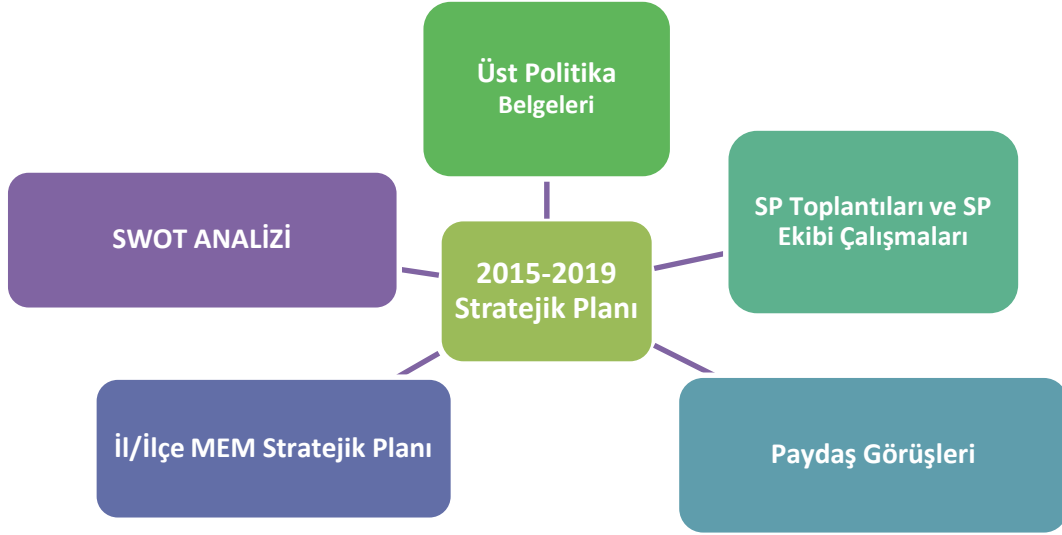 Üst Politika
Belgeleri
SP Toplantıları ve SP
Ekibi Çalışmaları
SWOT ANALİZİ
2015-2019
Stratejik Planı
İl/İlçe MEM Stratejik Planı
Paydaş Görüşleri